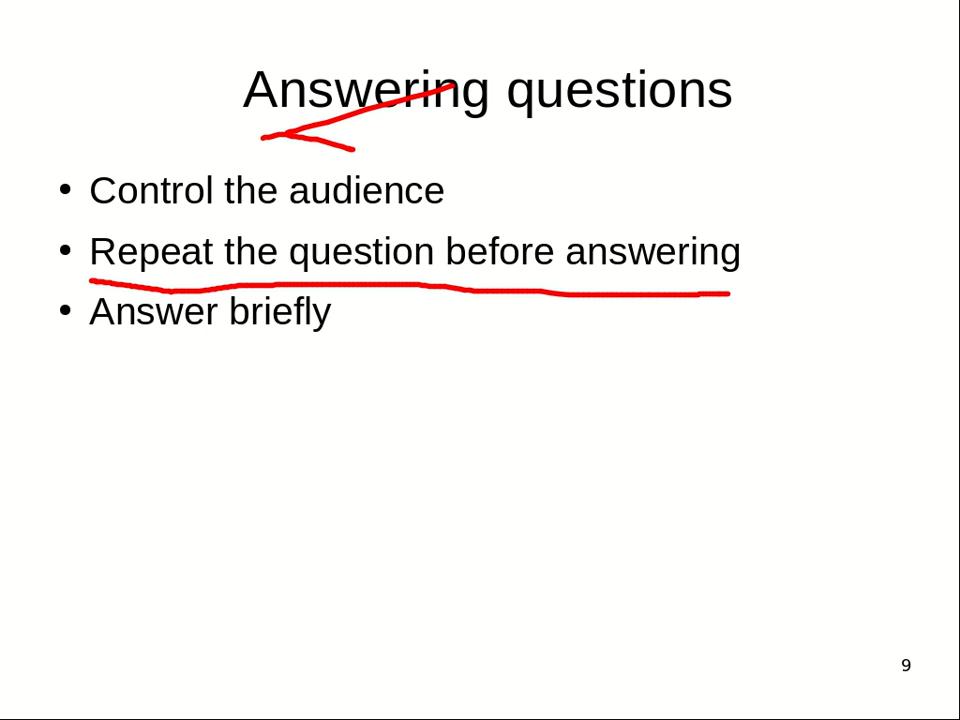 Answering questions
• Control the audience
• Repeat the question before answering
• Answer briefly
9